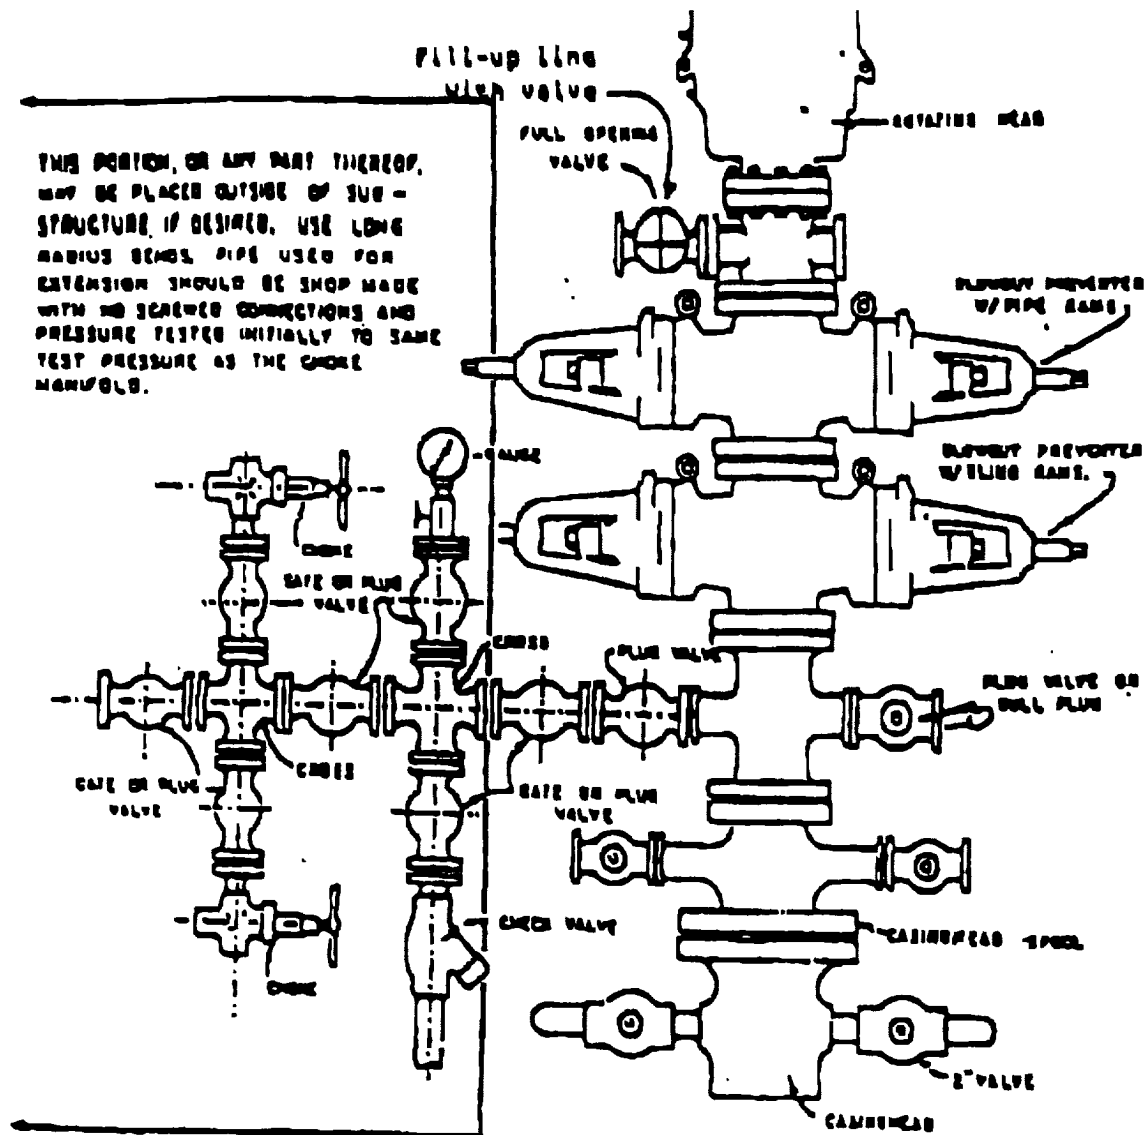 Fill-up line
with valve
FULL OPENING
VALVE
ROTATING HEAD
THIS PORTION, OR ANY PART THEREOF,
MAY BE PLACED OUTSIDE OF SUB-
STRUCTURE IF DESIRED. USE LONG
RADIUS BENDS. PIPE USED FOR
EXTENSION SHOULD BE SHOP MADE
WITH NO SCREWED CONNECTIONS AND
PRESSURE TESTED INITIALLY TO SAME
TEST PRESSURE AS THE CHOKE
MANIFOLD.
BLOWOUT PREVENTER
W/PIPE RAMS
BLOWOUT PREVENTER
W/BLIND RAMS.
GAUGE
CHOKE
GATE OR PLUG
VALVE
CROSS
PLUG VALVE
PLUG VALVE OR
BULL PLUG
CROSS
GATE OR PLUG
VALVE
GATE OR PLUG
VALVE
CHECK VALVE
CASINGHEAD SPOOL
CHOKE
2" VALVE
CASINGHEAD